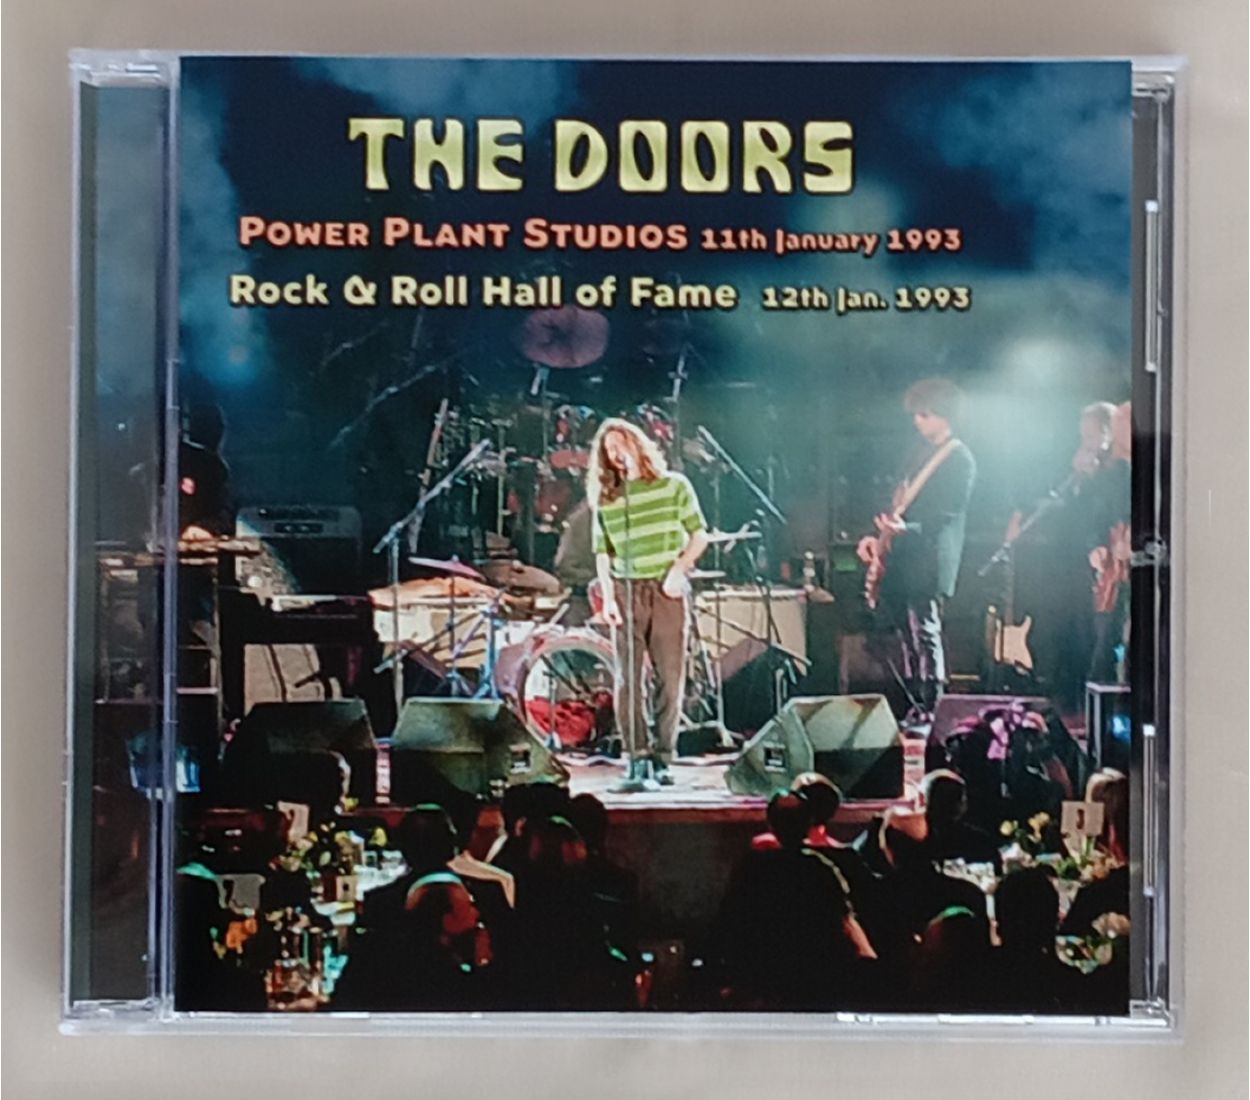 THE DOORS
POWER PLANT STUDIOS 11th January 1993
Rock & Roll Hall of Fame 12th Jan. 1993